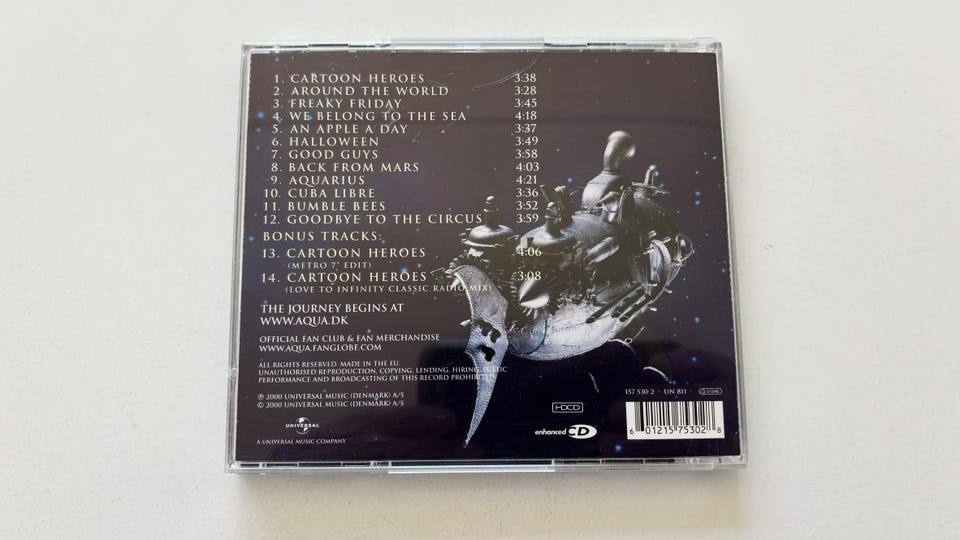 1. CARTOON HEROES 3:38
2. AROUND THE WORLD 3:28
3. FREAKY FRIDAY 3:45
4. WE BELONG TO THE SEA 4:18
5. AN APPLE A DAY 3:37
6. HALLOWEEN 3:49
7. GOOD GUYS 3:58
8. BACK FROM MARS 4:03
9. AQUARIUS 4:21
10. CUBA LIBRE 3:36
11. BUMBLE BEES 3:52
12. GOODBYE TO THE CIRCUS 3:59
BONUS TRACKS:
13. CARTOON HEROES 4:06
(METRO 7" EDIT)
14. CARTOON HEROES 3:08
(LOVE TO INFINITY CLASSIC RADIO MIX)
THE JOURNEY BEGINS AT
WWW.AQUA.DK
OFFICIAL FAN CLUB & FAN MERCHANDISE
WWW.AQUA.FANGLOBE.COM
ALL RIGHTS RESERVED. MADE IN THE EU.
UNAUTHORISED REPRODUCTION, COPYING, LENDING, HIRING, PUBLIC
PERFORMANCE AND BROADCASTING OF THIS RECORD PROHIBITED.
℗ 2000 UNIVERSAL MUSIC (DENMARK) A/S
© 2000 UNIVERSAL MUSIC (DENMARK) A/S
UNIVERSAL
A UNIVERSAL MUSIC COMPANY
HDCD
enhanced CD
157 530-2 · UN 811 ·
6 01215 75302 8